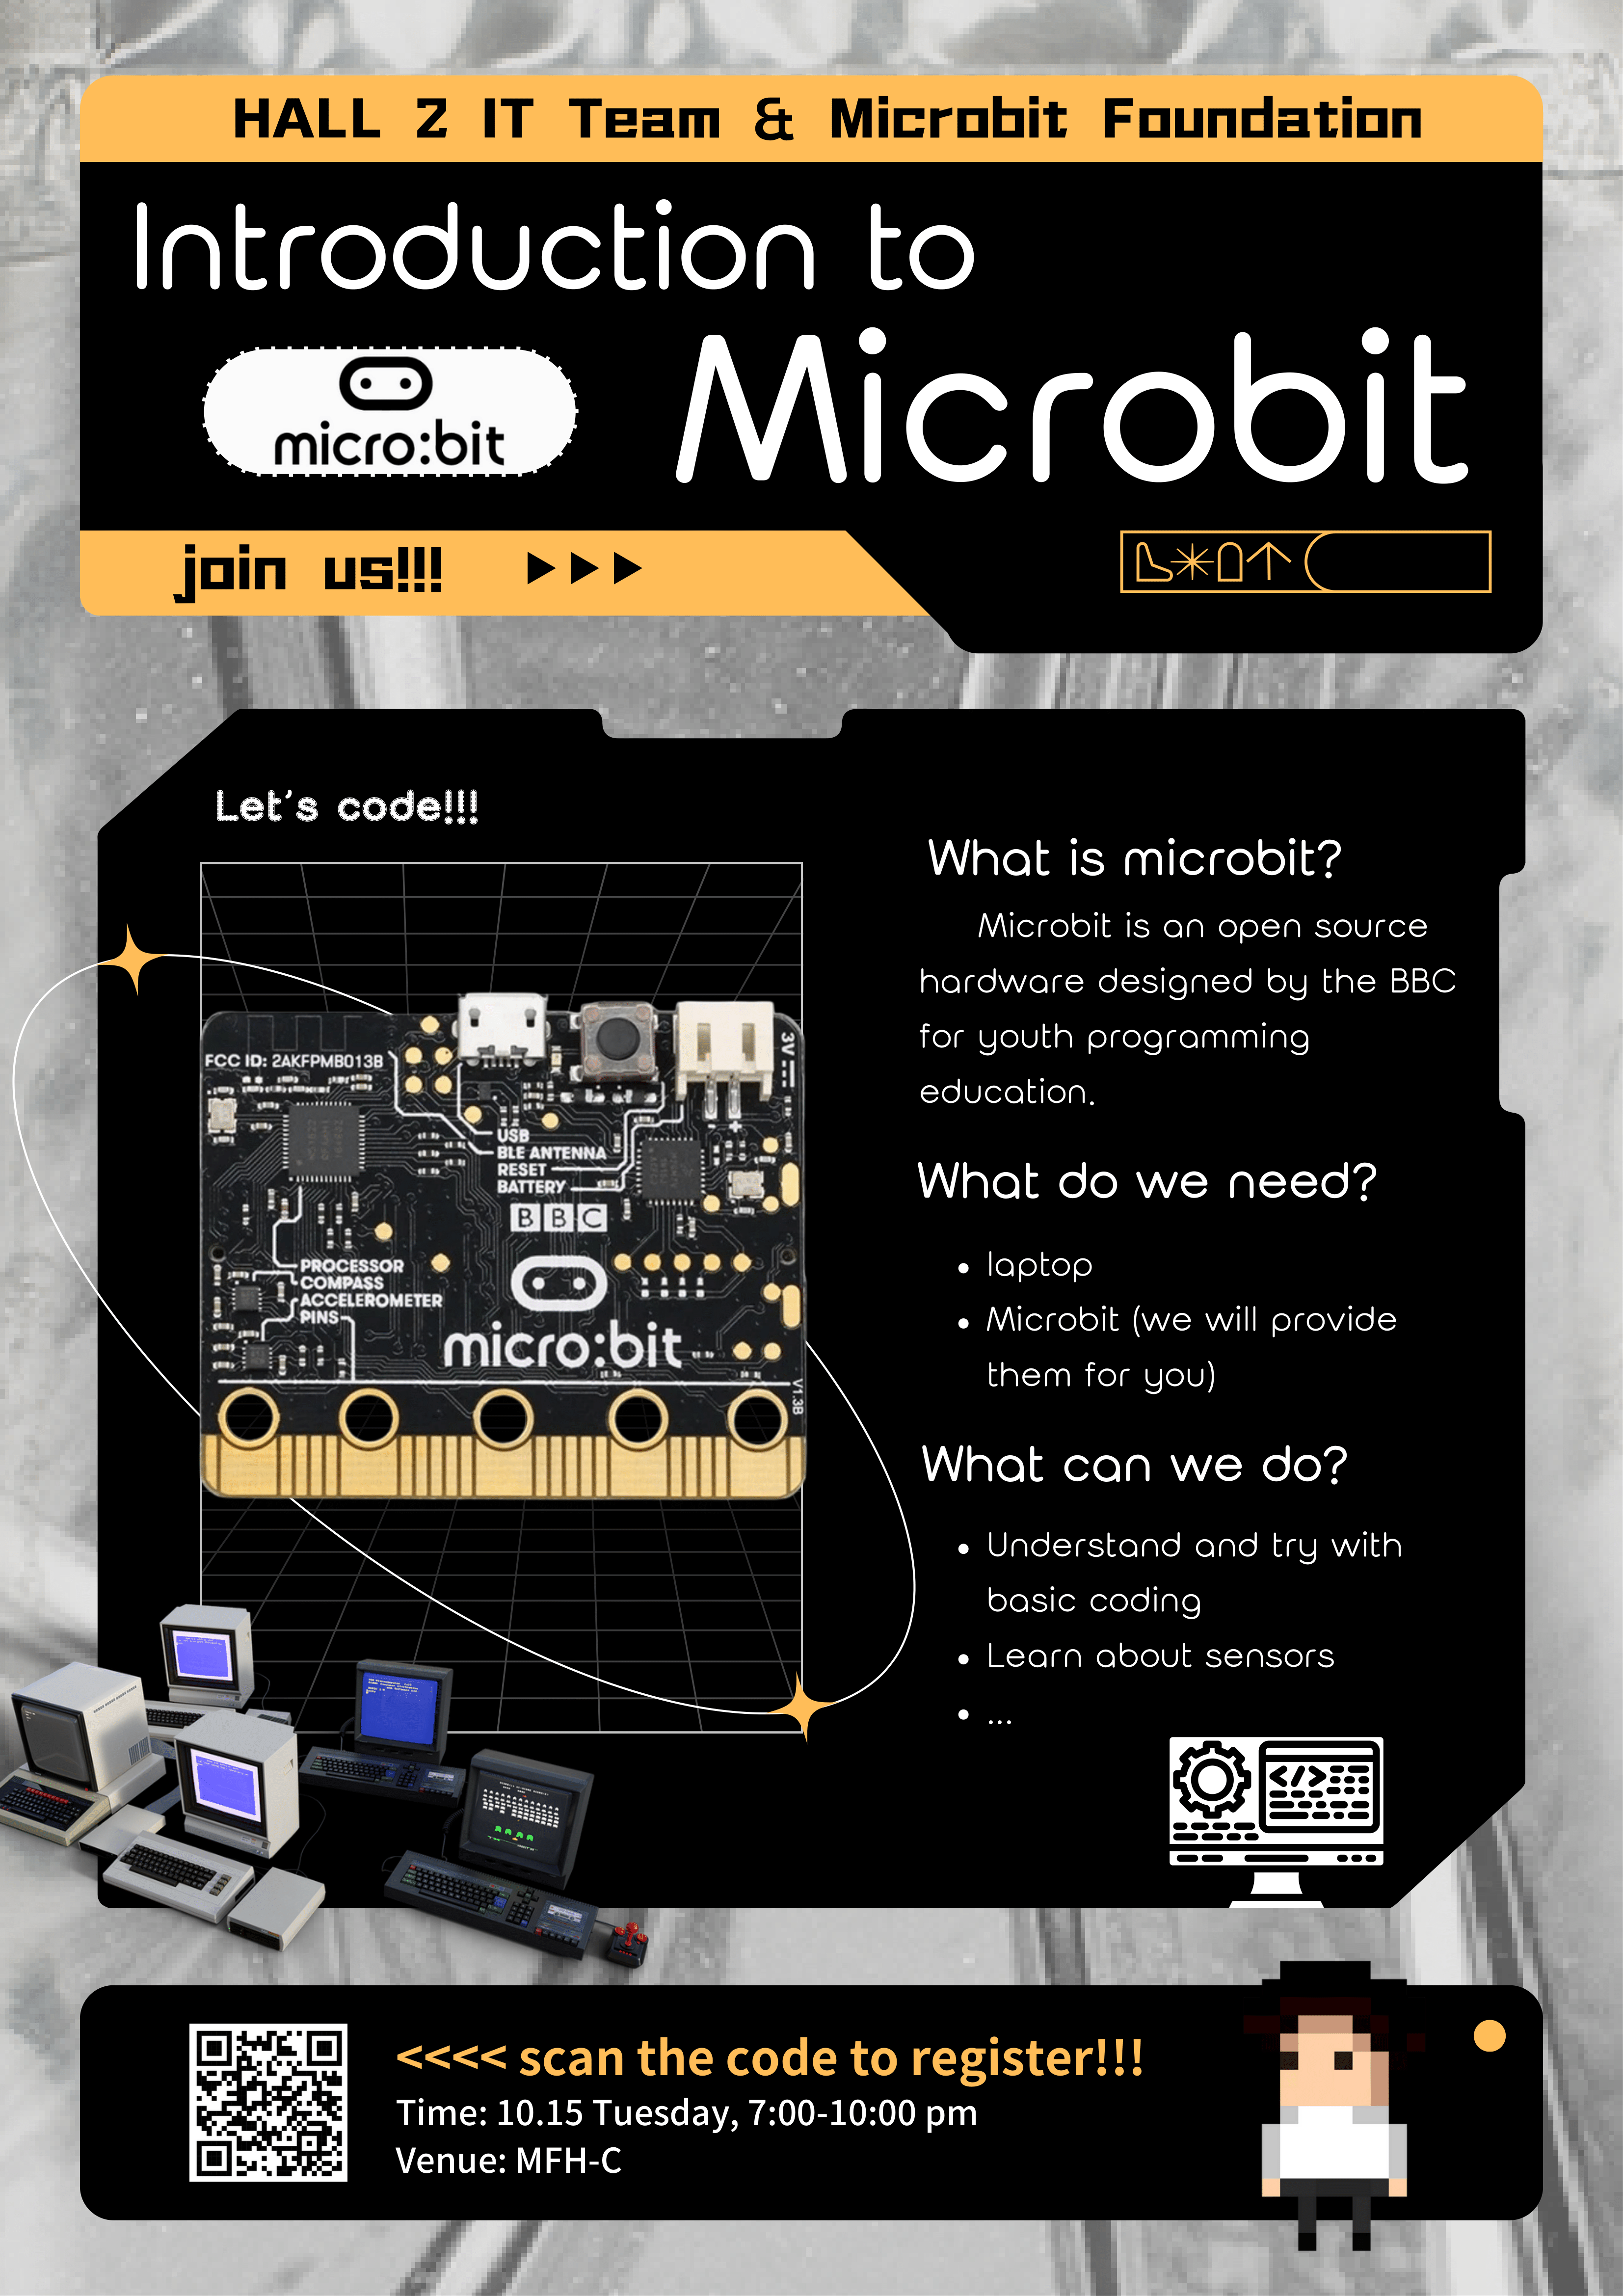 HALL 2 IT Team & Microbit Foundation
Introduction to
micro:bit
Microbit
join us!!!
Let's code!!!
FCC ID: 2AKFPMB013B
3V
USB
BLE ANTENNA
RESET
BATTERY
BBC
PROCESSOR
COMPASS
ACCELEROMETER
PINS
micro:bit
V1.3B
What is microbit?
Microbit is an open source
hardware designed by the BBC
for youth programming
education.
What do we need?
• laptop
• Microbit (we will provide
them for you)
What can we do?
• Understand and try with
basic coding
• Learn about sensors
• ...
</>
<<<< scan the code to register!!!
Time: 10.15 Tuesday, 7:00-10:00 pm
Venue: MFH-C